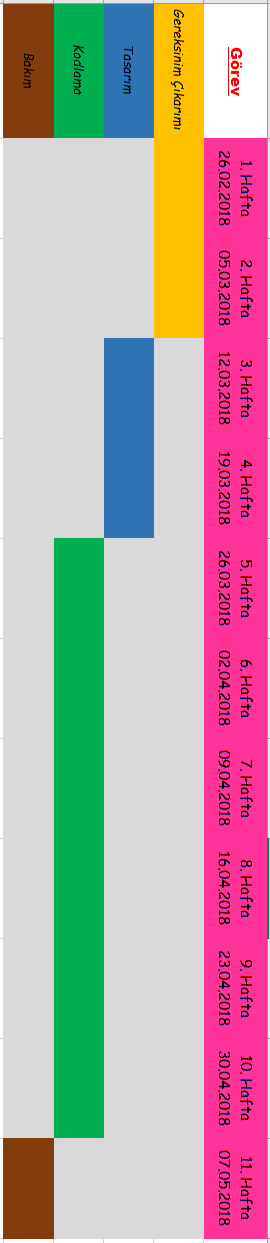 Görev
1. Hafta
26.02.2018
2. Hafta
05.03.2018
3. Hafta
12.03.2018
4. Hafta
19.03.2018
5. Hafta
26.03.2018
6. Hafta
02.04.2018
7. Hafta
09.04.2018
8. Hafta
16.04.2018
9. Hafta
23.04.2018
10. Hafta
30.04.2018
11. Hafta
07.05.2018
Gereksinim Çıkarımı
Tasarım
Kodlama
Bakım